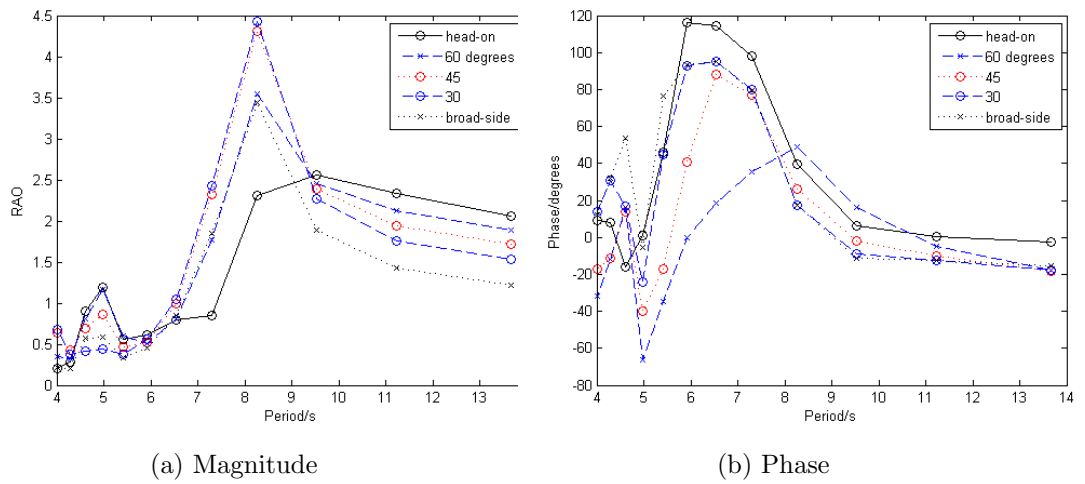 4.5
4
3.5
3
2.5
2
1.5
1
0.5
0
RAO
4 5 6 7 8 9 10 11 12 13
Period/s
head-on
60 degrees
45
30
broad-side
(a) Magnitude
120
100
80
60
40
20
0
-20
-40
-60
-80
Phase/degrees
4 5 6 7 8 9 10 11 12 13 14
Period/s
head-on
60 degrees
45
30
broad-side
(b) Phase